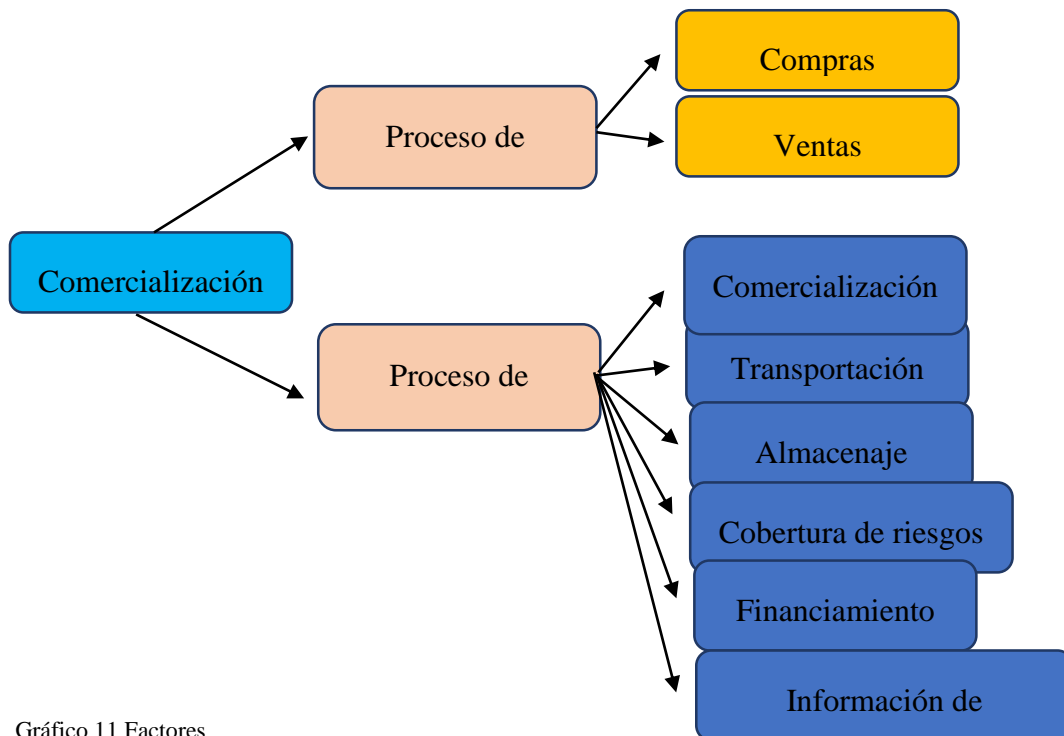 Compras
Proceso de
Ventas
Comercialización
Comercialización
Proceso de
Transportación
Almacenaje
Cobertura de riesgos
Financiamiento
Información de
Gráfico 11 Factores